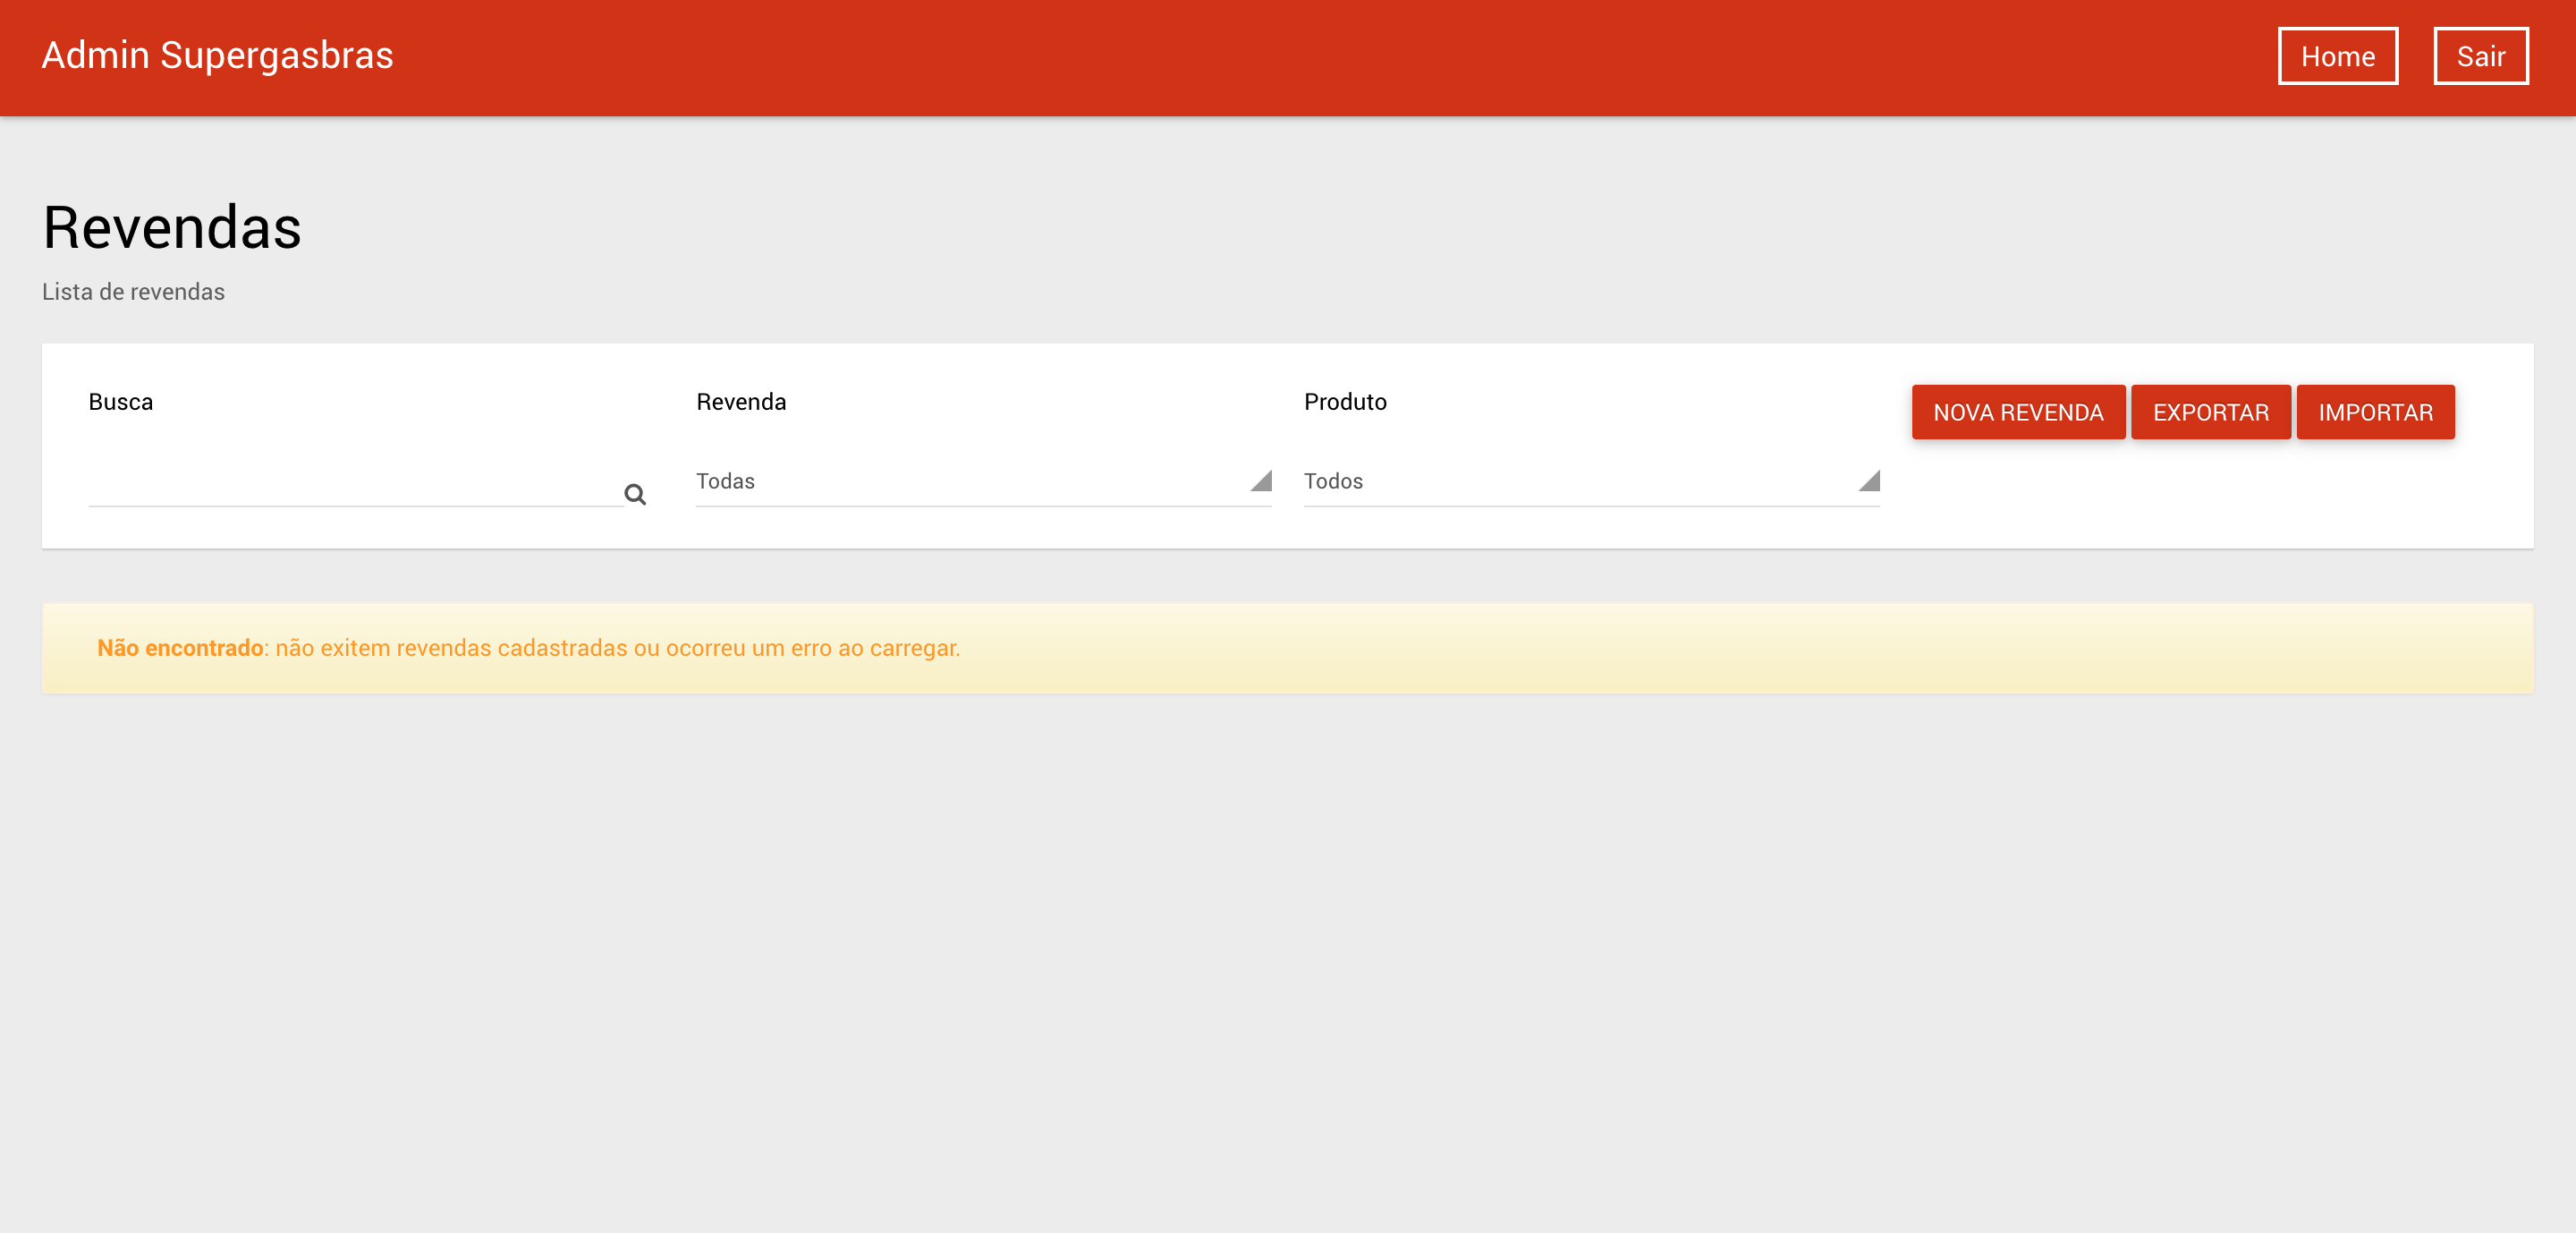 Admin Supergasbras
Home
Sair
Revendas
Lista de revendas
Busca
Revenda
Produto
NOVA REVENDA
EXPORTAR
IMPORTAR
Todas
Todos
Não encontrado: não exitem revendas cadastradas ou ocorreu um erro ao carregar.